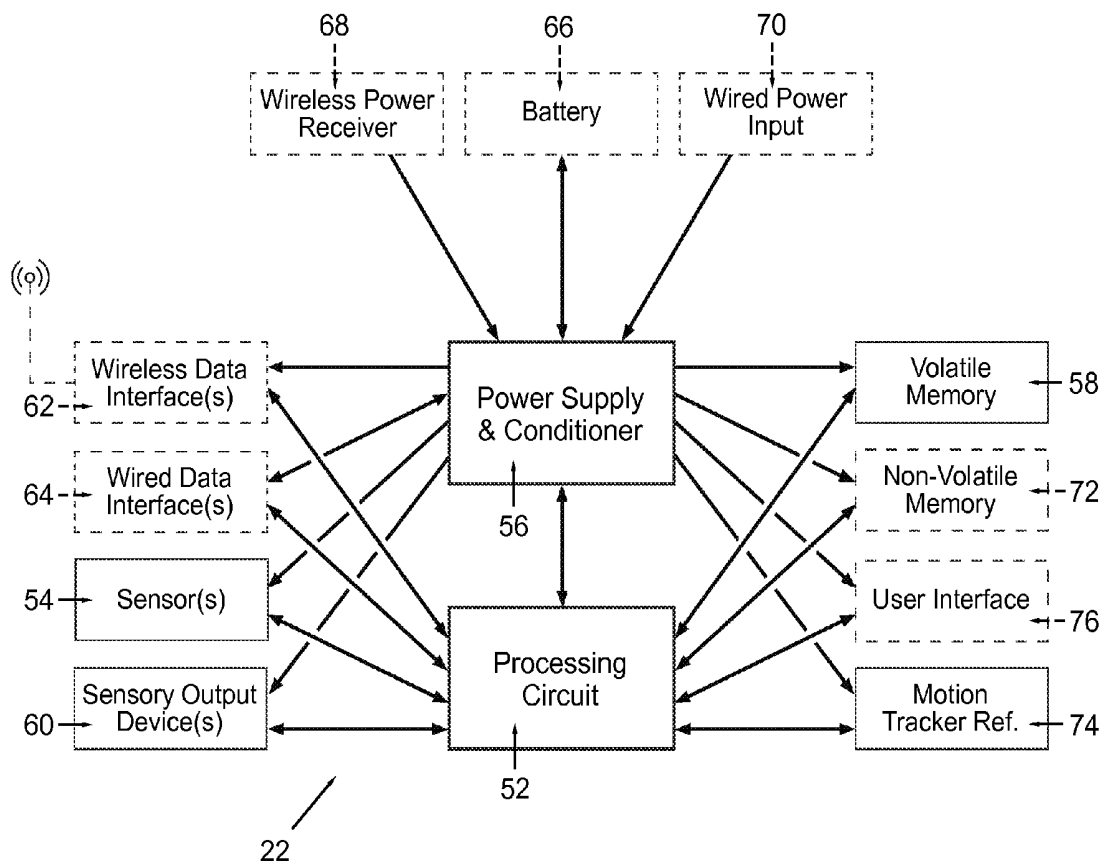 68
66
70
Wireless Power
Receiver
Battery
Wired Power
Input
Wireless Data
Interface(s)
62
Wired Data
Interface(s)
64
54
Sensor(s)
Sensory Output
Device(s)
60
Power Supply
& Conditioner
56
Processing
Circuit
52
Volatile
Memory
58
Non-Volatile
Memory
72
User Interface
76
Motion
Tracker Ref.
74
22